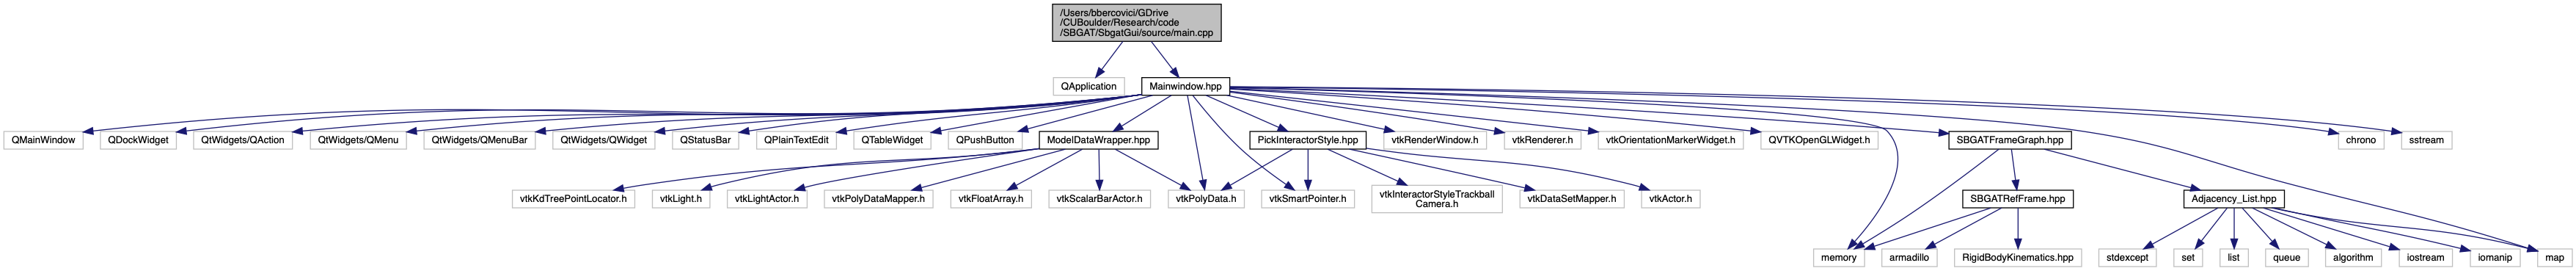 /Users/bbercovici/GDrive
/CUBoulder/Research/code
/SBGAT/SbgatGui/source/main.cpp
QApplication
Mainwindow.hpp
QMainWindow
QDockWidget
QtWidgets/QAction
QtWidgets/QMenu
QtWidgets/QMenuBar
QtWidgets/QWidget
QStatusBar
QPlainTextEdit
QTableWidget
QPushButton
ModelDataWrapper.hpp
PickInteractorStyle.hpp
vtkRenderWindow.h
vtkRenderer.h
vtkOrientationMarkerWidget.h
QVTKOpenGLWidget.h
SBGATFrameGraph.hpp
chrono
sstream
vtkKdTreePointLocator.h
vtkLight.h
vtkLightActor.h
vtkPolyDataMapper.h
vtkFloatArray.h
vtkScalarBarActor.h
vtkPolyData.h
vtkSmartPointer.h
vtkInteractorStyleTrackball
Camera.h
vtkDataSetMapper.h
vtkActor.h
SBGATRefFrame.hpp
Adjacency_List.hpp
memory
armadillo
RigidBodyKinematics.hpp
stdexcept
set
list
queue
algorithm
iostream
iomanip
map